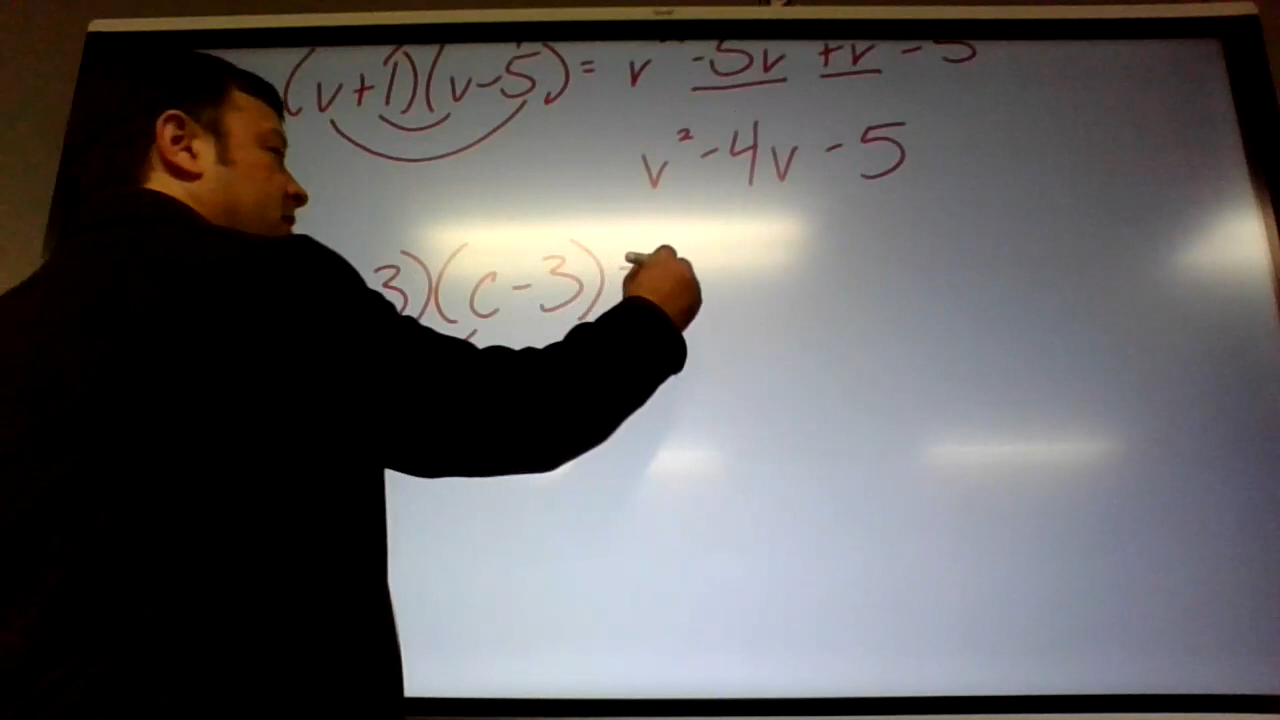 (v+1)(v-5) = v -5v +v -5
v²-4v-5
3)(c-3)